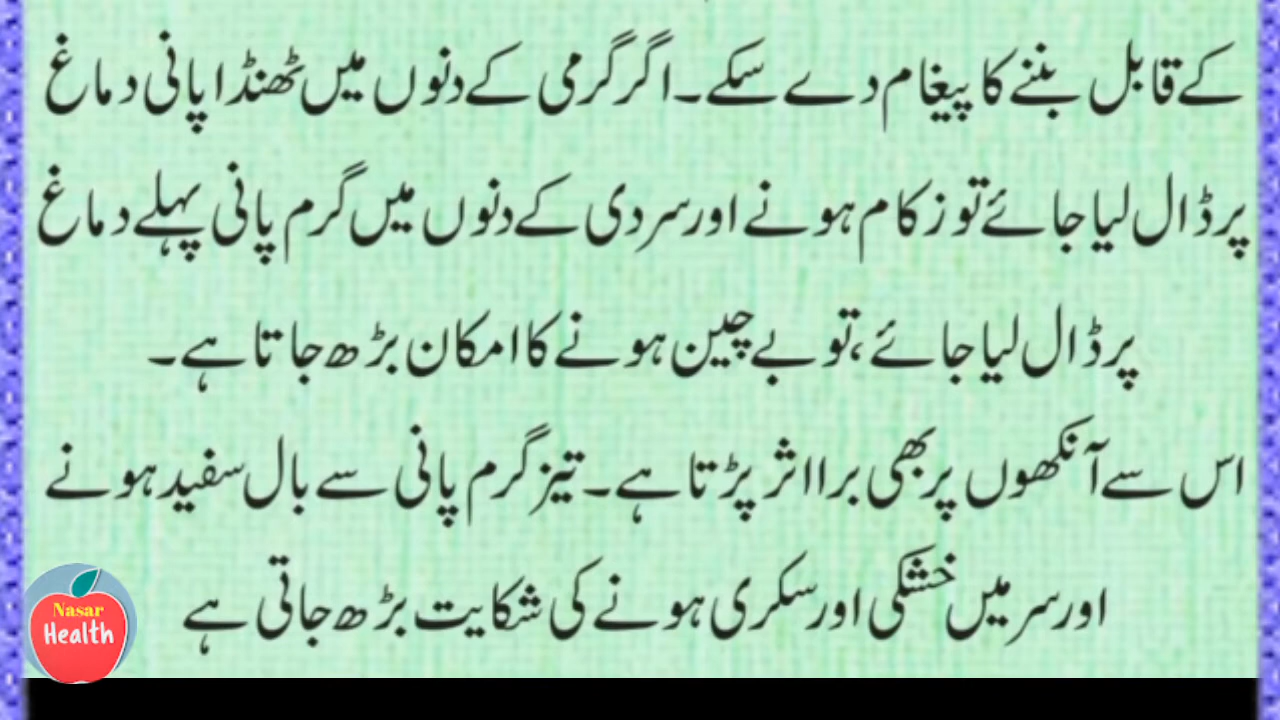 کے قابل بننے کا پیغام دے سکے۔ اگر گرمی کے دنوں میں ٹھنڈا پانی دماغ
پر ڈال لیا جائے تو زکام ہونے اور سردی کے دنوں میں گرم پانی پہلے دماغ
پر ڈال لیا جائے، تو بے چین ہونے کا امکان بڑھ جاتا ہے۔
اس سے آنکھوں پر بھی برا اثر پڑتا ہے۔ تیز گرم پانی سے بال سفید ہونے
اور سر میں خشکی اور سکری ہونے کی شکایت بڑھ جاتی ہے
Nasar
Health